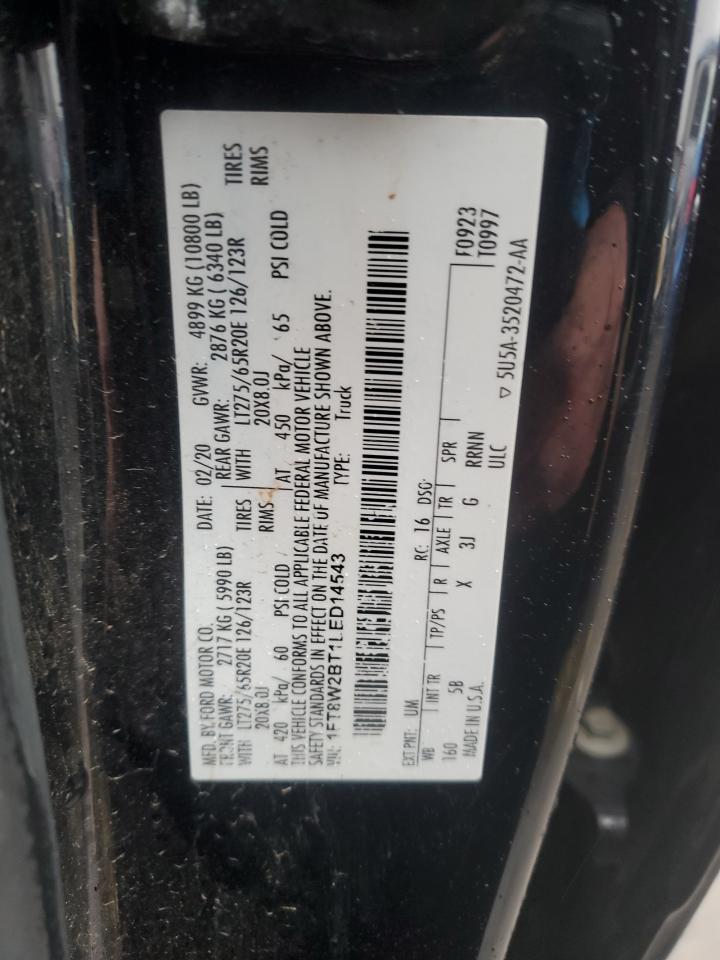 MFD. BY FORD MOTOR CO.
DATE: 02/20 GVWR: 4899 KG (10800 LB)
FRONT GAWR: 2717 KG ( 5990 LB) REAR GAWR: 2876 KG ( 6340 LB)
WITH LT275/65R20E 126/123R TIRES WITH LT275/65R20E 126/123R TIRES
20X8.0J RIMS 20X8.0J RIMS
AT 420 kPa/ 60 PSI COLD AT 450 kPa/ 65 PSI COLD
THIS VEHICLE CONFORMS TO ALL APPLICABLE FEDERAL MOTOR VEHICLE
SAFETY STANDARDS IN EFFECT ON THE DATE OF MANUFACTURE SHOWN ABOVE.
VIN: 1FT8W2BT1LED14543 TYPE: Truck
EXT PNT: UM RC: 16 DSO: F0923
WB INT TR TP/PS R AXLE TR SPR T0997
160 5B X 3J G RRNN
MADE IN U.S.A. ULC
▽ 5U5A-3520472-AA